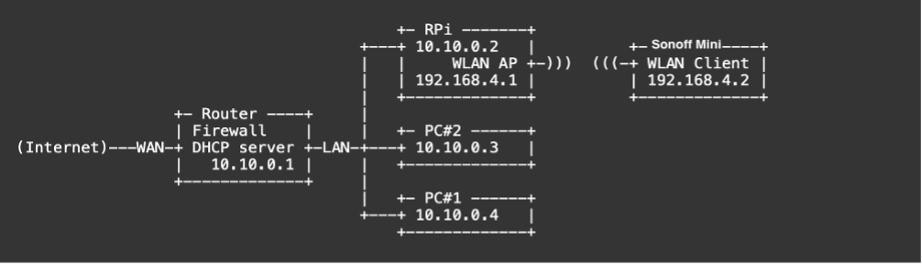 RPi
10.10.0.2
Sonoff Mini
WLAN AP ))) ((( WLAN Client
192.168.4.1 192.168.4.2
Router
Firewall
PC#2
(Internet)---WAN DHCP server LAN 10.10.0.3
10.10.0.1
PC#1
10.10.0.4